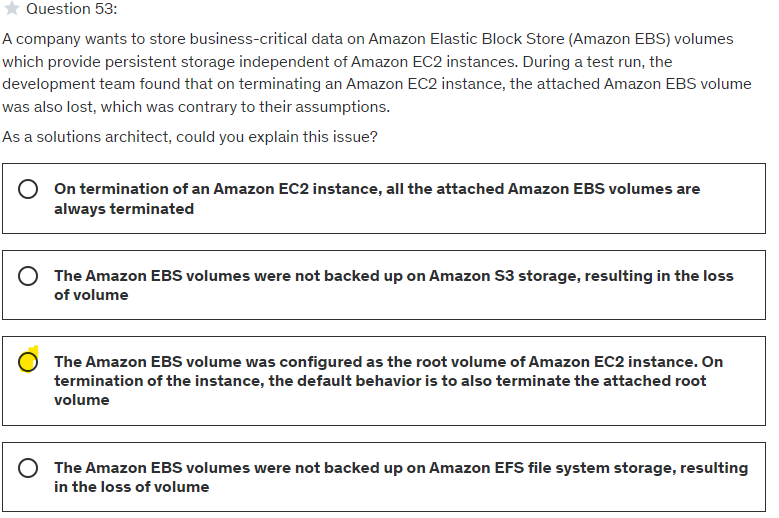 Question 53:
A company wants to store business-critical data on Amazon Elastic Block Store (Amazon EBS) volumes
which provide persistent storage independent of Amazon EC2 instances. During a test run, the
development team found that on terminating an Amazon EC2 instance, the attached Amazon EBS volume
was also lost, which was contrary to their assumptions.
As a solutions architect, could you explain this issue?
On termination of an Amazon EC2 instance, all the attached Amazon EBS volumes are
always terminated
The Amazon EBS volumes were not backed up on Amazon S3 storage, resulting in the loss
of volume
The Amazon EBS volume was configured as the root volume of Amazon EC2 instance. On
termination of the instance, the default behavior is to also terminate the attached root
volume
The Amazon EBS volumes were not backed up on Amazon EFS file system storage, resulting
in the loss of volume